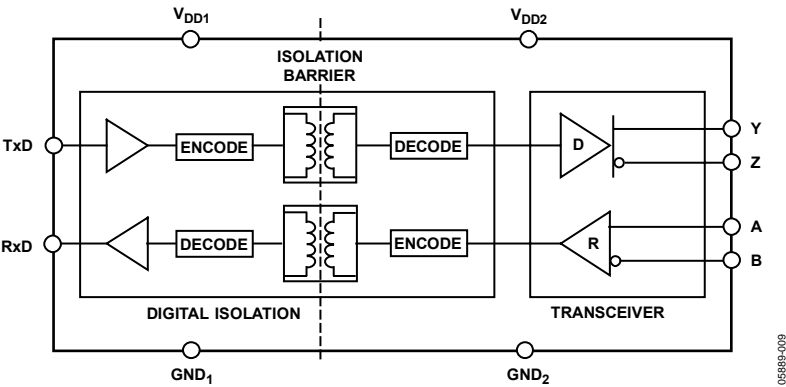 VDD1
VDD2
ISOLATION
BARRIER
TxD
ENCODE
DECODE
D
Y
Z
RxD
DECODE
ENCODE
R
A
B
DIGITAL ISOLATION
TRANSCEIVER
GND1
GND2
05889-009